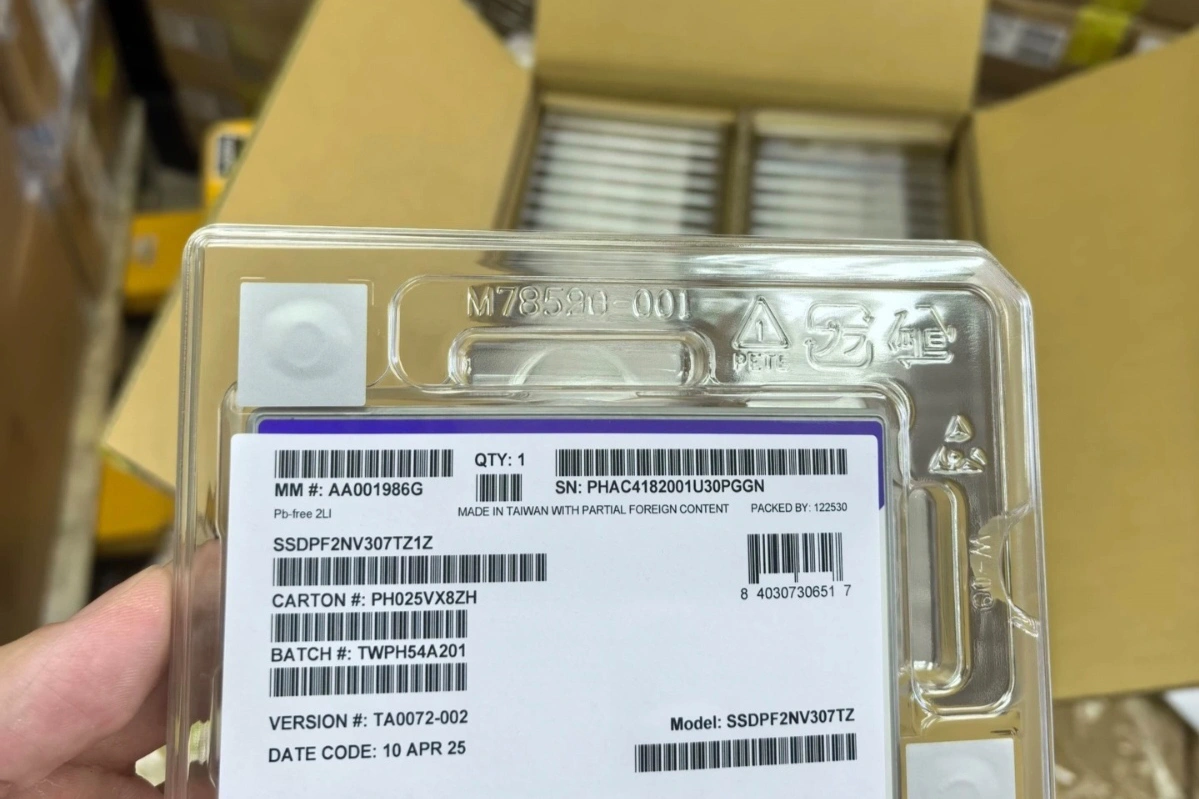 M78590-001
1
PETE
MM #: AA001986G
QTY: 1
SN: PHAC4182001U30PGGN
Pb-free 2LI
MADE IN TAIWAN WITH PARTIAL FOREIGN CONTENT
PACKED BY: 122530
SSDPF2NV307TZ1Z
8 4030730651 7
CARTON #: PH025VX8ZH
BATCH #: TWPH54A201
VERSION #: TA0072-002
Model: SSDPF2NV307TZ
DATE CODE: 10 APR 25